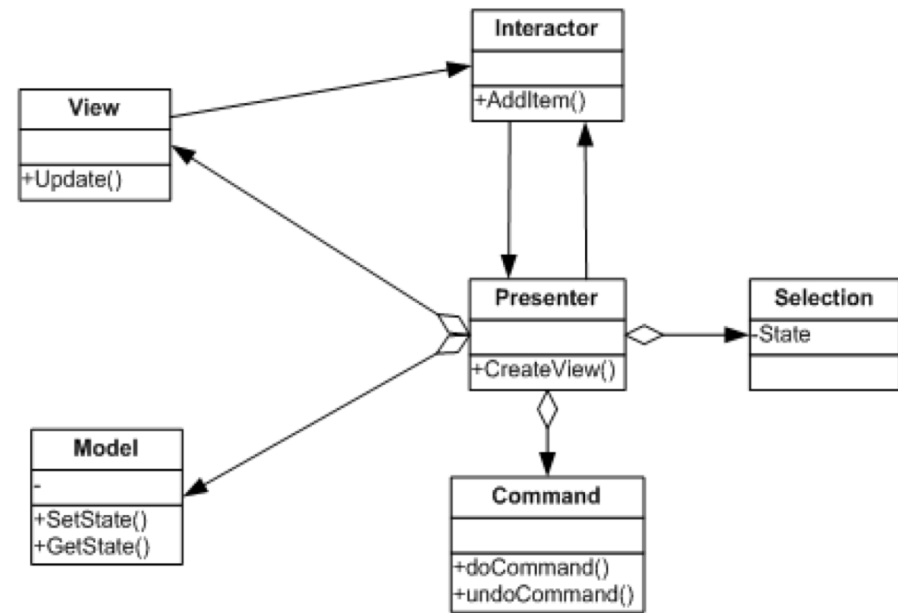 Interactor
+AddItem()
View
+Update()
Presenter
+CreateView()
Selection
-State
Model
-
+SetState()
+GetState()
Command
+doCommand()
+undoCommand()